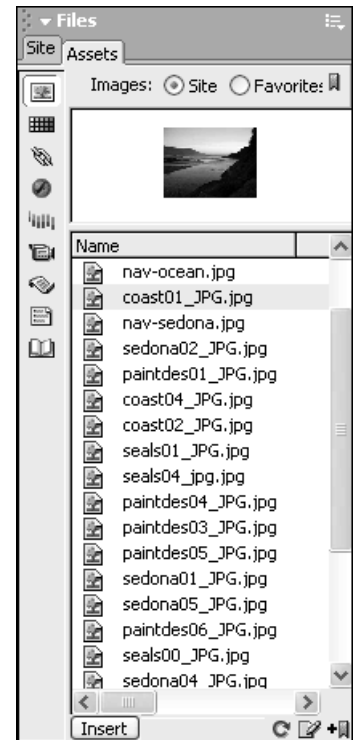 Files
Site Assets
Images: Site Favorites
Name
nav-ocean.jpg
coast01_JPG.jpg
nav-sedona.jpg
sedona02_JPG.jpg
paintdes01_JPG.jpg
coast04_JPG.jpg
coast02_JPG.jpg
seals01_JPG.jpg
seals04_jpg.jpg
paintdes04_JPG.jpg
paintdes03_JPG.jpg
paintdes05_JPG.jpg
sedona01_JPG.jpg
sedona05_JPG.jpg
paintdes06_JPG.jpg
seals00_JPG.jpg
sedona04_JPG.jpg
Insert